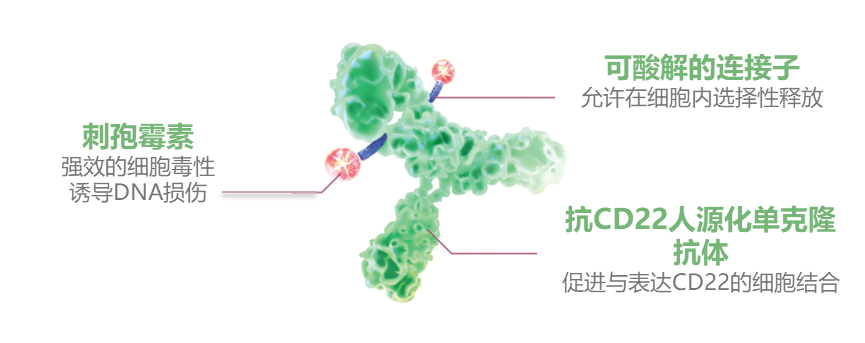 刺孢霉素
强效的细胞毒性
诱导DNA损伤
可酸解的连接子
允许在细胞内选择性释放
抗CD22人源化单克隆
抗体
促进与表达CD22的细胞结合